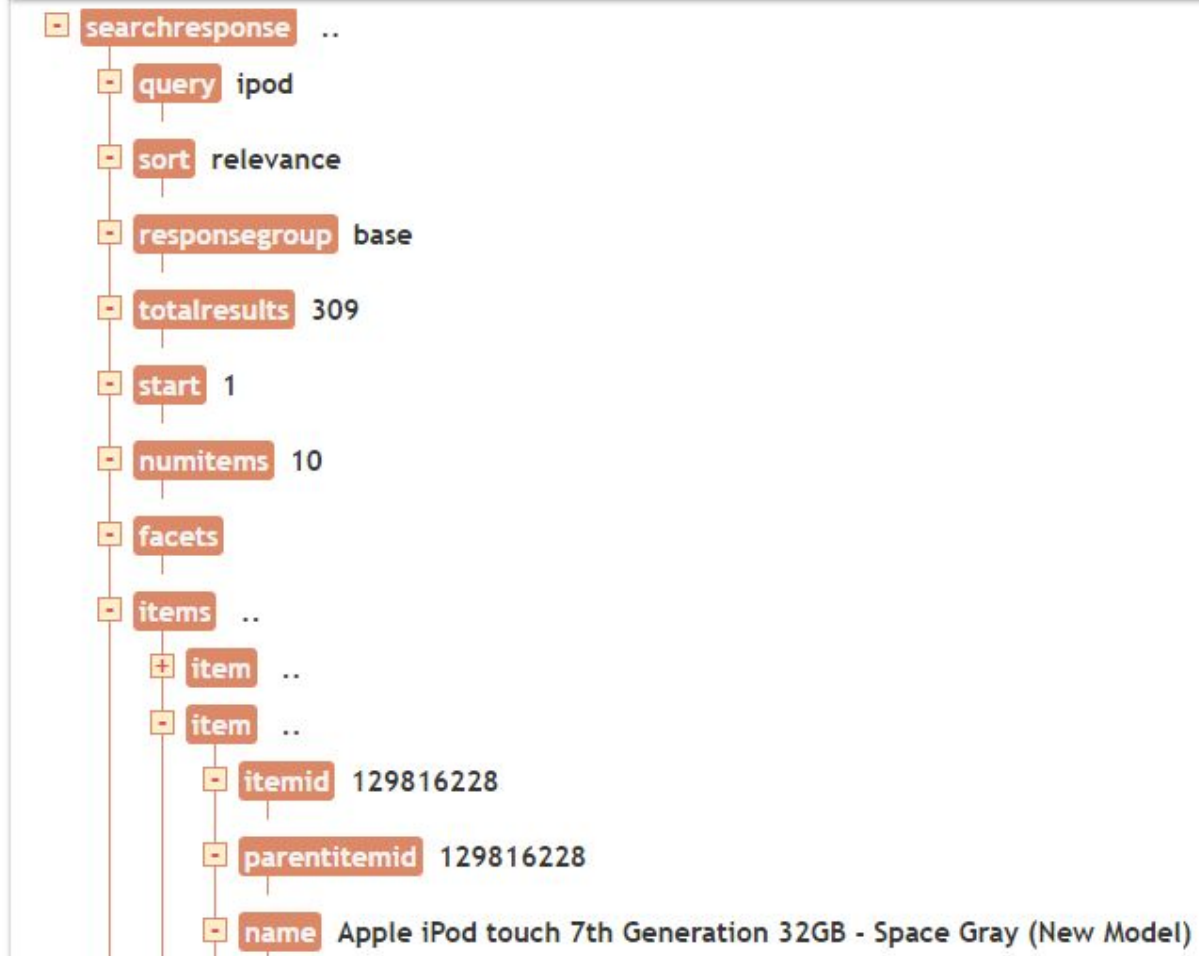 - searchresponse ..
- query ipod
- sort relevance
- responsegroup base
- totalresults 309
- start 1
- numitems 10
- facets
- items ..
+ item ..
- item ..
- itemid 129816228
- parentitemid 129816228
- name Apple iPod touch 7th Generation 32GB - Space Gray (New Model)